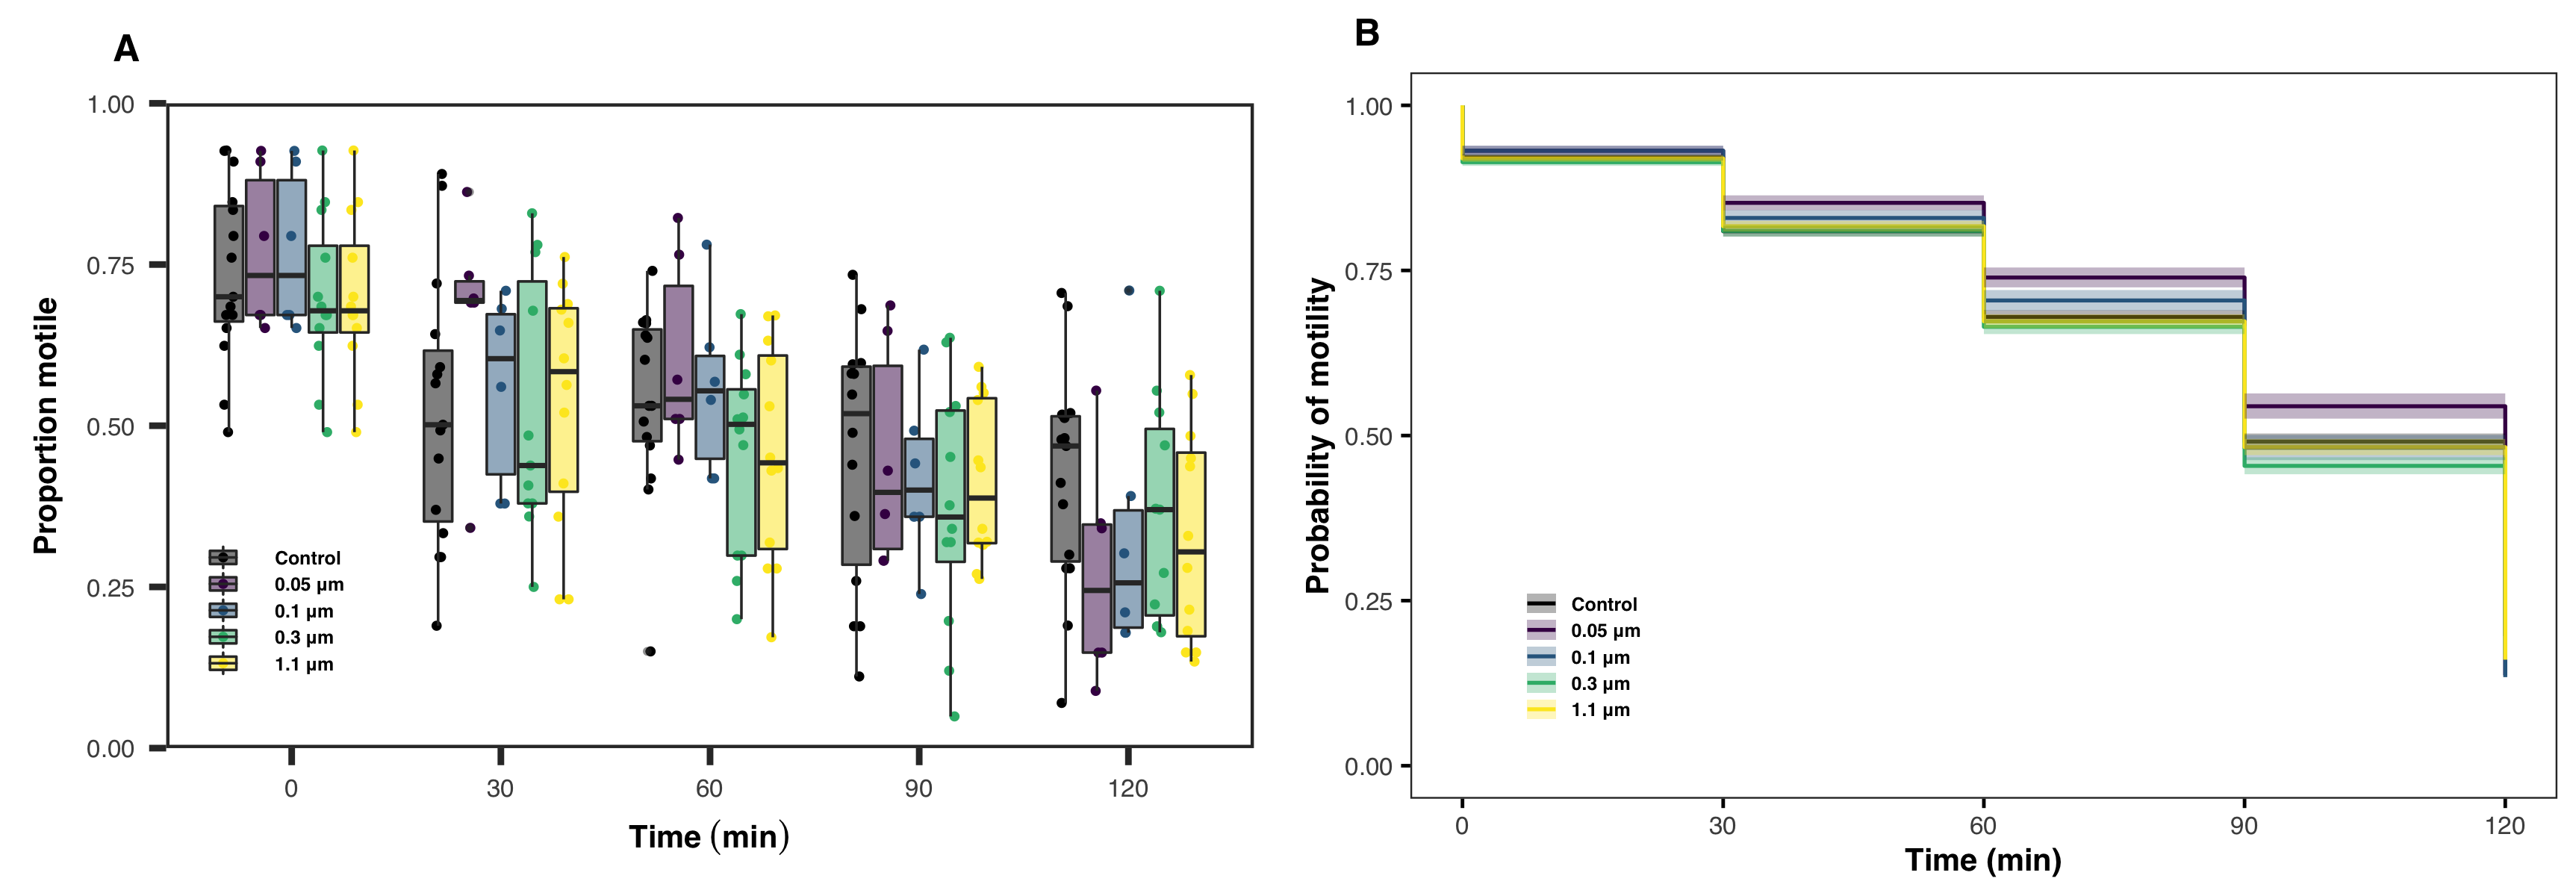 A
1.00
0.75
0.50
0.25
0.00
Proportion motile
Control
0.05 µm
0.1 µm
0.3 µm
1.1 µm
0 30 60 90 120
Time (min)
B
1.00
0.75
0.50
0.25
0.00
Probability of motility
Control
0.05 µm
0.1 µm
0.3 µm
1.1 µm
0 30 60 90 120
Time (min)